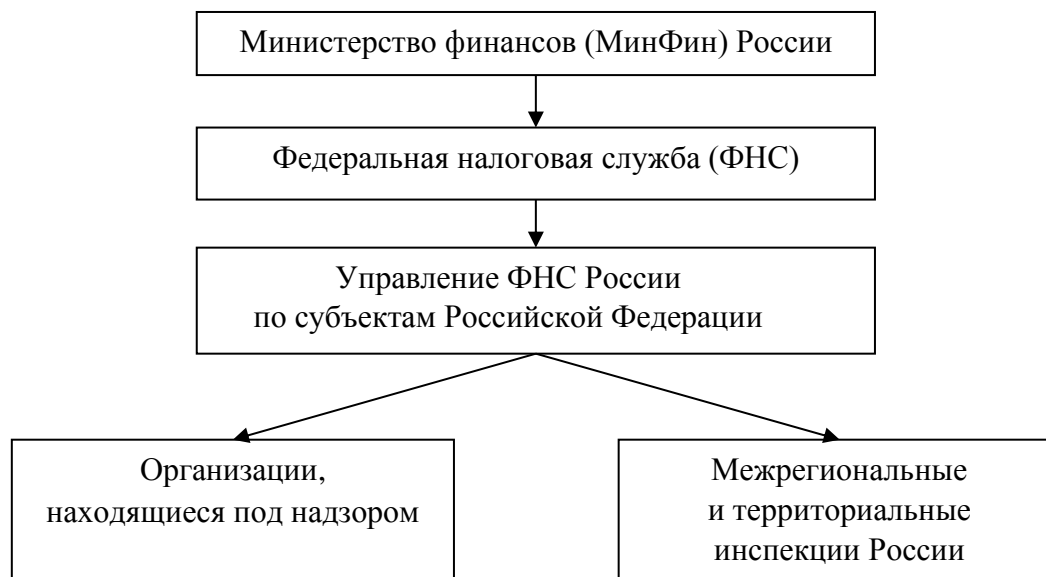 Министерство финансов (МинФин) России
Федеральная налоговая служба (ФНС)
Управление ФНС России
по субъектам Российской Федерации
Организации,
находящиеся под надзором
Межрегиональные
и территориальные
инспекции России